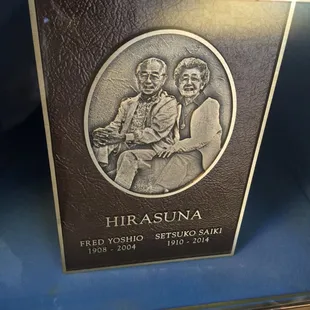 HIRASUNA
FRED YOSHIO SETSUKO SAIKI
1908 - 2004 1910 - 2014